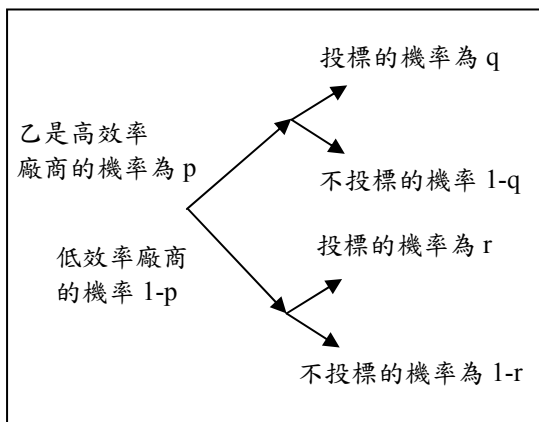 投標的機率為 q
乙是高效率
廠商的機率為 p
不投標的機率 1-q
投標的機率為 r
低效率廠商
的機率 1-p
不投標的機率為 1-r